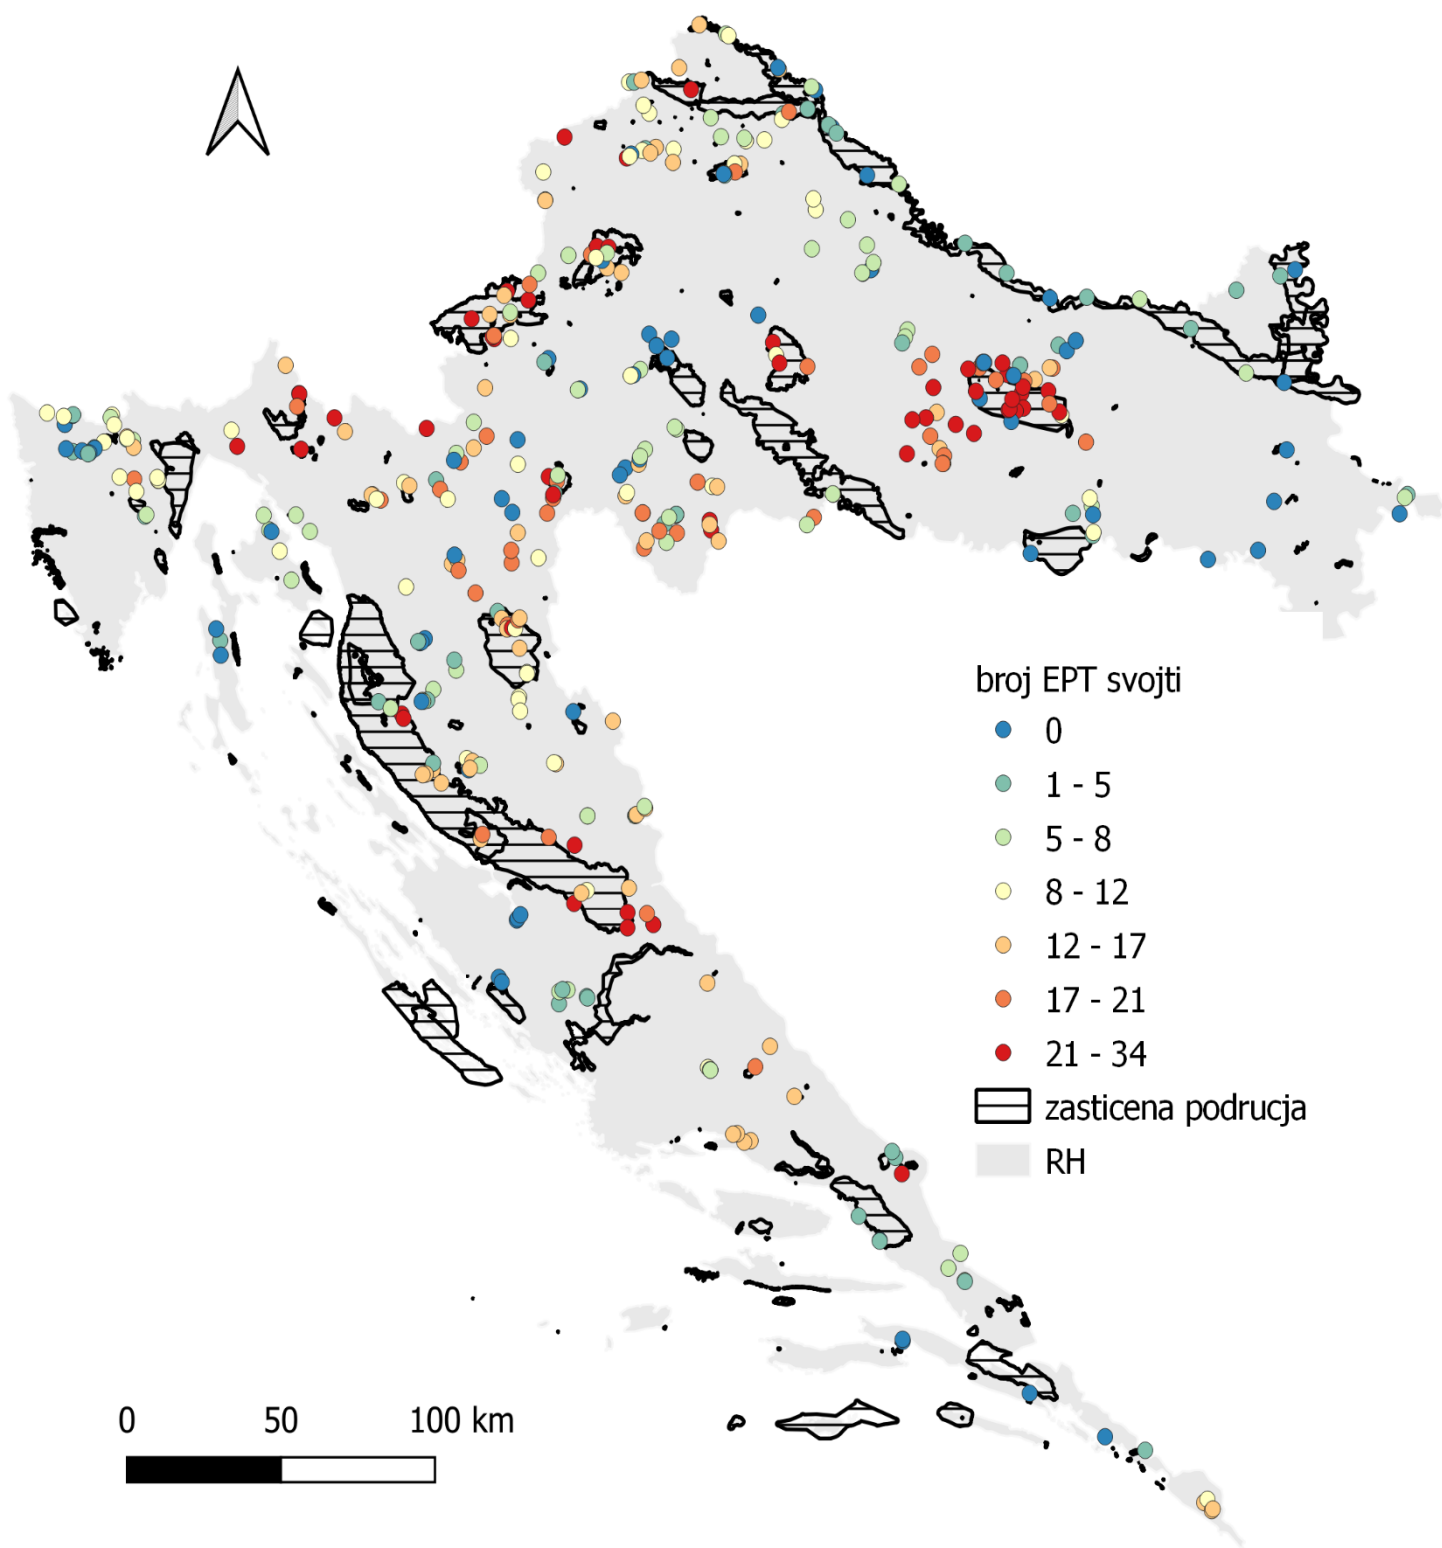 broj EPT svojti
0
1 - 5
5 - 8
8 - 12
12 - 17
17 - 21
21 - 34
zasticena podrucja
RH
0 50 100 km